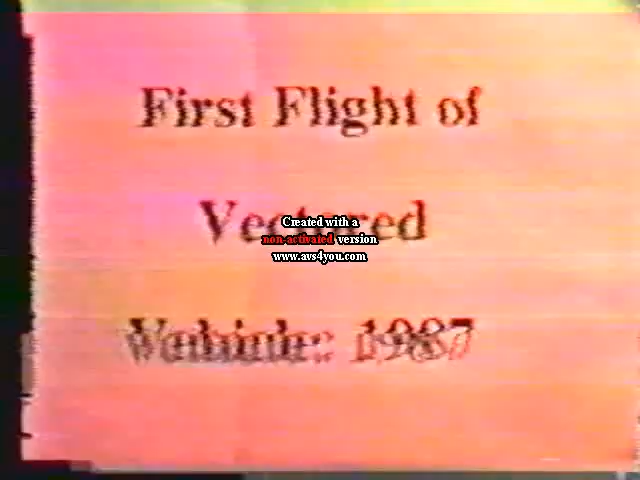 First Flight of
Vectored
Vehicle: 1987
Created with a
non-activated version
www.avs4you.com